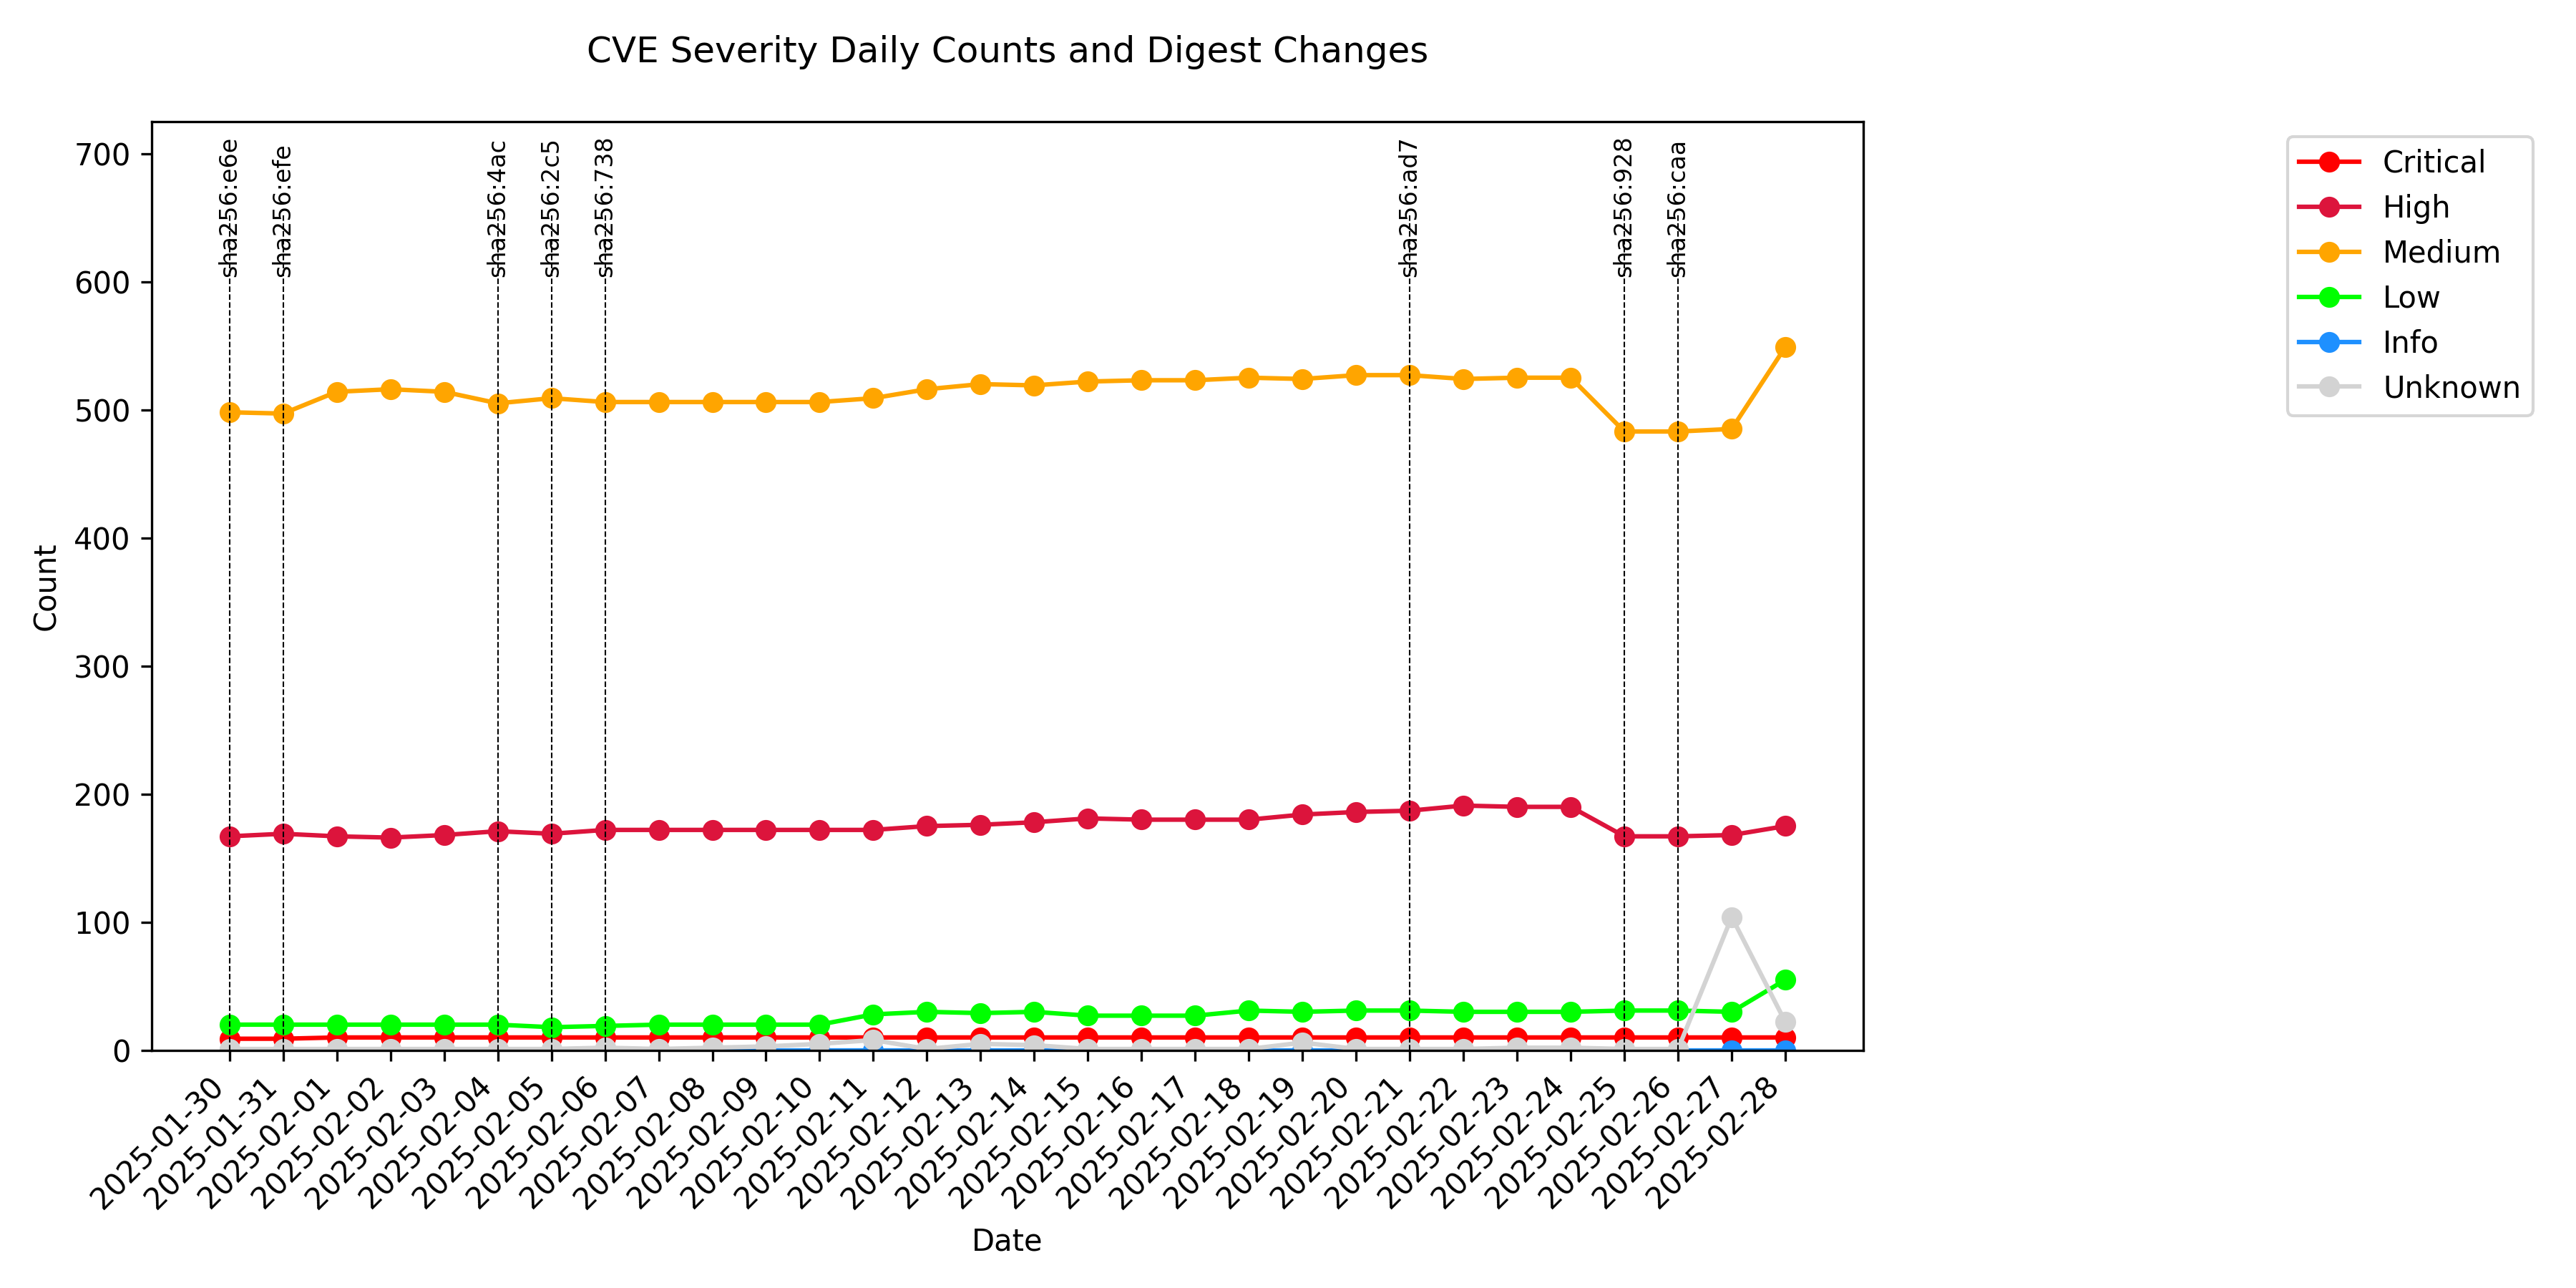 CVE Severity Daily Counts and Digest Changes
sha256:e6e
sha256:efe
sha256:4ac
sha256:2c5
sha256:738
sha256:ad7
sha256:928
sha256:caa
Critical
High
Medium
Low
Info
Unknown
700
600
500
400
300
200
100
0
Count
2025-01-30
2025-01-31
2025-02-01
2025-02-02
2025-02-03
2025-02-04
2025-02-05
2025-02-06
2025-02-07
2025-02-08
2025-02-09
2025-02-10
2025-02-11
2025-02-12
2025-02-13
2025-02-14
2025-02-15
2025-02-16
2025-02-17
2025-02-18
2025-02-19
2025-02-20
2025-02-21
2025-02-22
2025-02-23
2025-02-24
2025-02-25
2025-02-26
2025-02-27
2025-02-28
Date